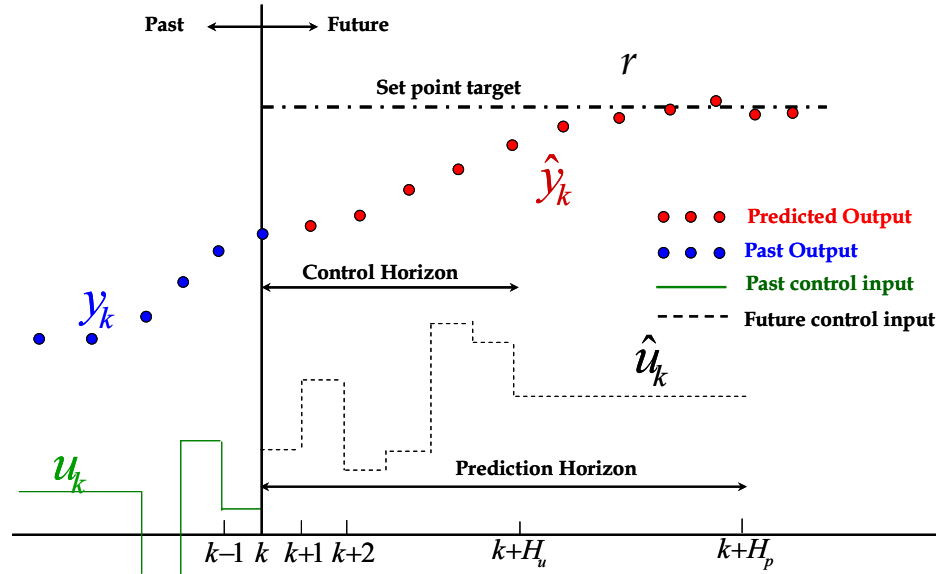 Past
Future
r
Set point target
ŷₖ
Predicted Output
Past Output
Control Horizon
Past control input
yₖ
Future control input
ûₖ
uₖ
Prediction Horizon
k−1 k k+1 k+2 k+Hᵤ k+Hₚ